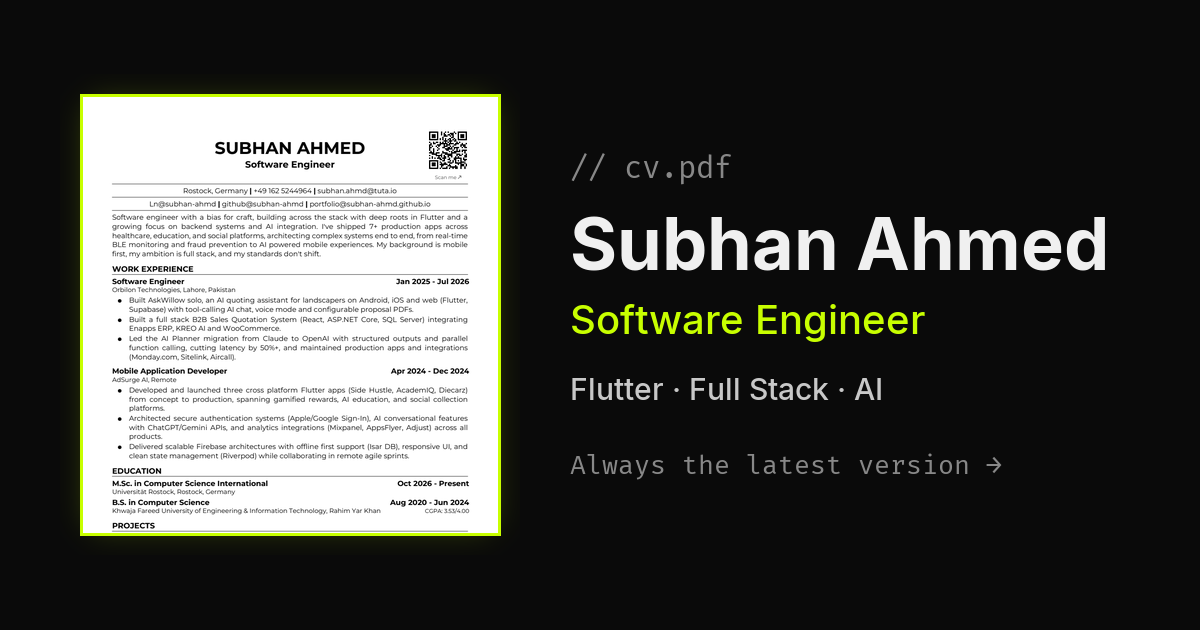 SUBHAN AHMED
Software Engineer
Scan me ↗
Rostock, Germany | +49 162 5244964 | subhan.ahmd@tuta.io
Ln@subhan-ahmd | github@subhan-ahmd | portfolio@subhan-ahmd.github.io
Software engineer with a bias for craft, building across the stack with deep roots in Flutter and a
growing focus on backend systems and AI integration. I've shipped 7+ production apps across
healthcare, education, and social platforms, architecting complex systems end to end, from real-time
BLE monitoring and fraud prevention to AI powered mobile experiences. My background is mobile
first, my ambition is full stack, and my standards don't shift.
WORK EXPERIENCE
Software Engineer Jan 2025 - Jul 2026
Orbilon Technologies, Lahore, Pakistan
● Built AskWillow solo, an AI quoting assistant for landscapers on Android, iOS and web (Flutter,
Supabase) with tool-calling AI chat, voice mode and configurable proposal PDFs.
● Built a full stack B2B Sales Quotation System (React, ASP.NET Core, SQL Server) integrating
Enapps ERP, KREO AI and WooCommerce.
● Led the AI Planner migration from Claude to OpenAI with structured outputs and parallel
function calling, cutting latency by 50%+, and maintained production apps and integrations
(Monday.com, Sitelink, Aircall).
Mobile Application Developer Apr 2024 - Dec 2024
AdSurge AI, Remote
● Developed and launched three cross platform Flutter apps (Side Hustle, AcademIQ, Diecarz)
from concept to production, spanning gamified rewards, AI education, and social collection
platforms.
● Architected secure authentication systems (Apple/Google Sign-In), AI conversational features
with ChatGPT/Gemini APIs, and analytics integrations (Mixpanel, AppsFlyer, Adjust) across all
products.
● Delivered scalable Firebase architectures with offline first support (Isar DB), responsive UI, and
clean state management (Riverpod) while collaborating in remote agile sprints.
EDUCATION
M.Sc. in Computer Science International Oct 2026 - Present
Universität Rostock, Rostock, Germany
B.S. in Computer Science Aug 2020 - Jun 2024
Khwaja Fareed University of Engineering & Information Technology, Rahim Yar Khan CGPA: 3.53/4.00
PROJECTS
// cv.pdf
Subhan Ahmed
Software Engineer
Flutter · Full Stack · AI
Always the latest version →